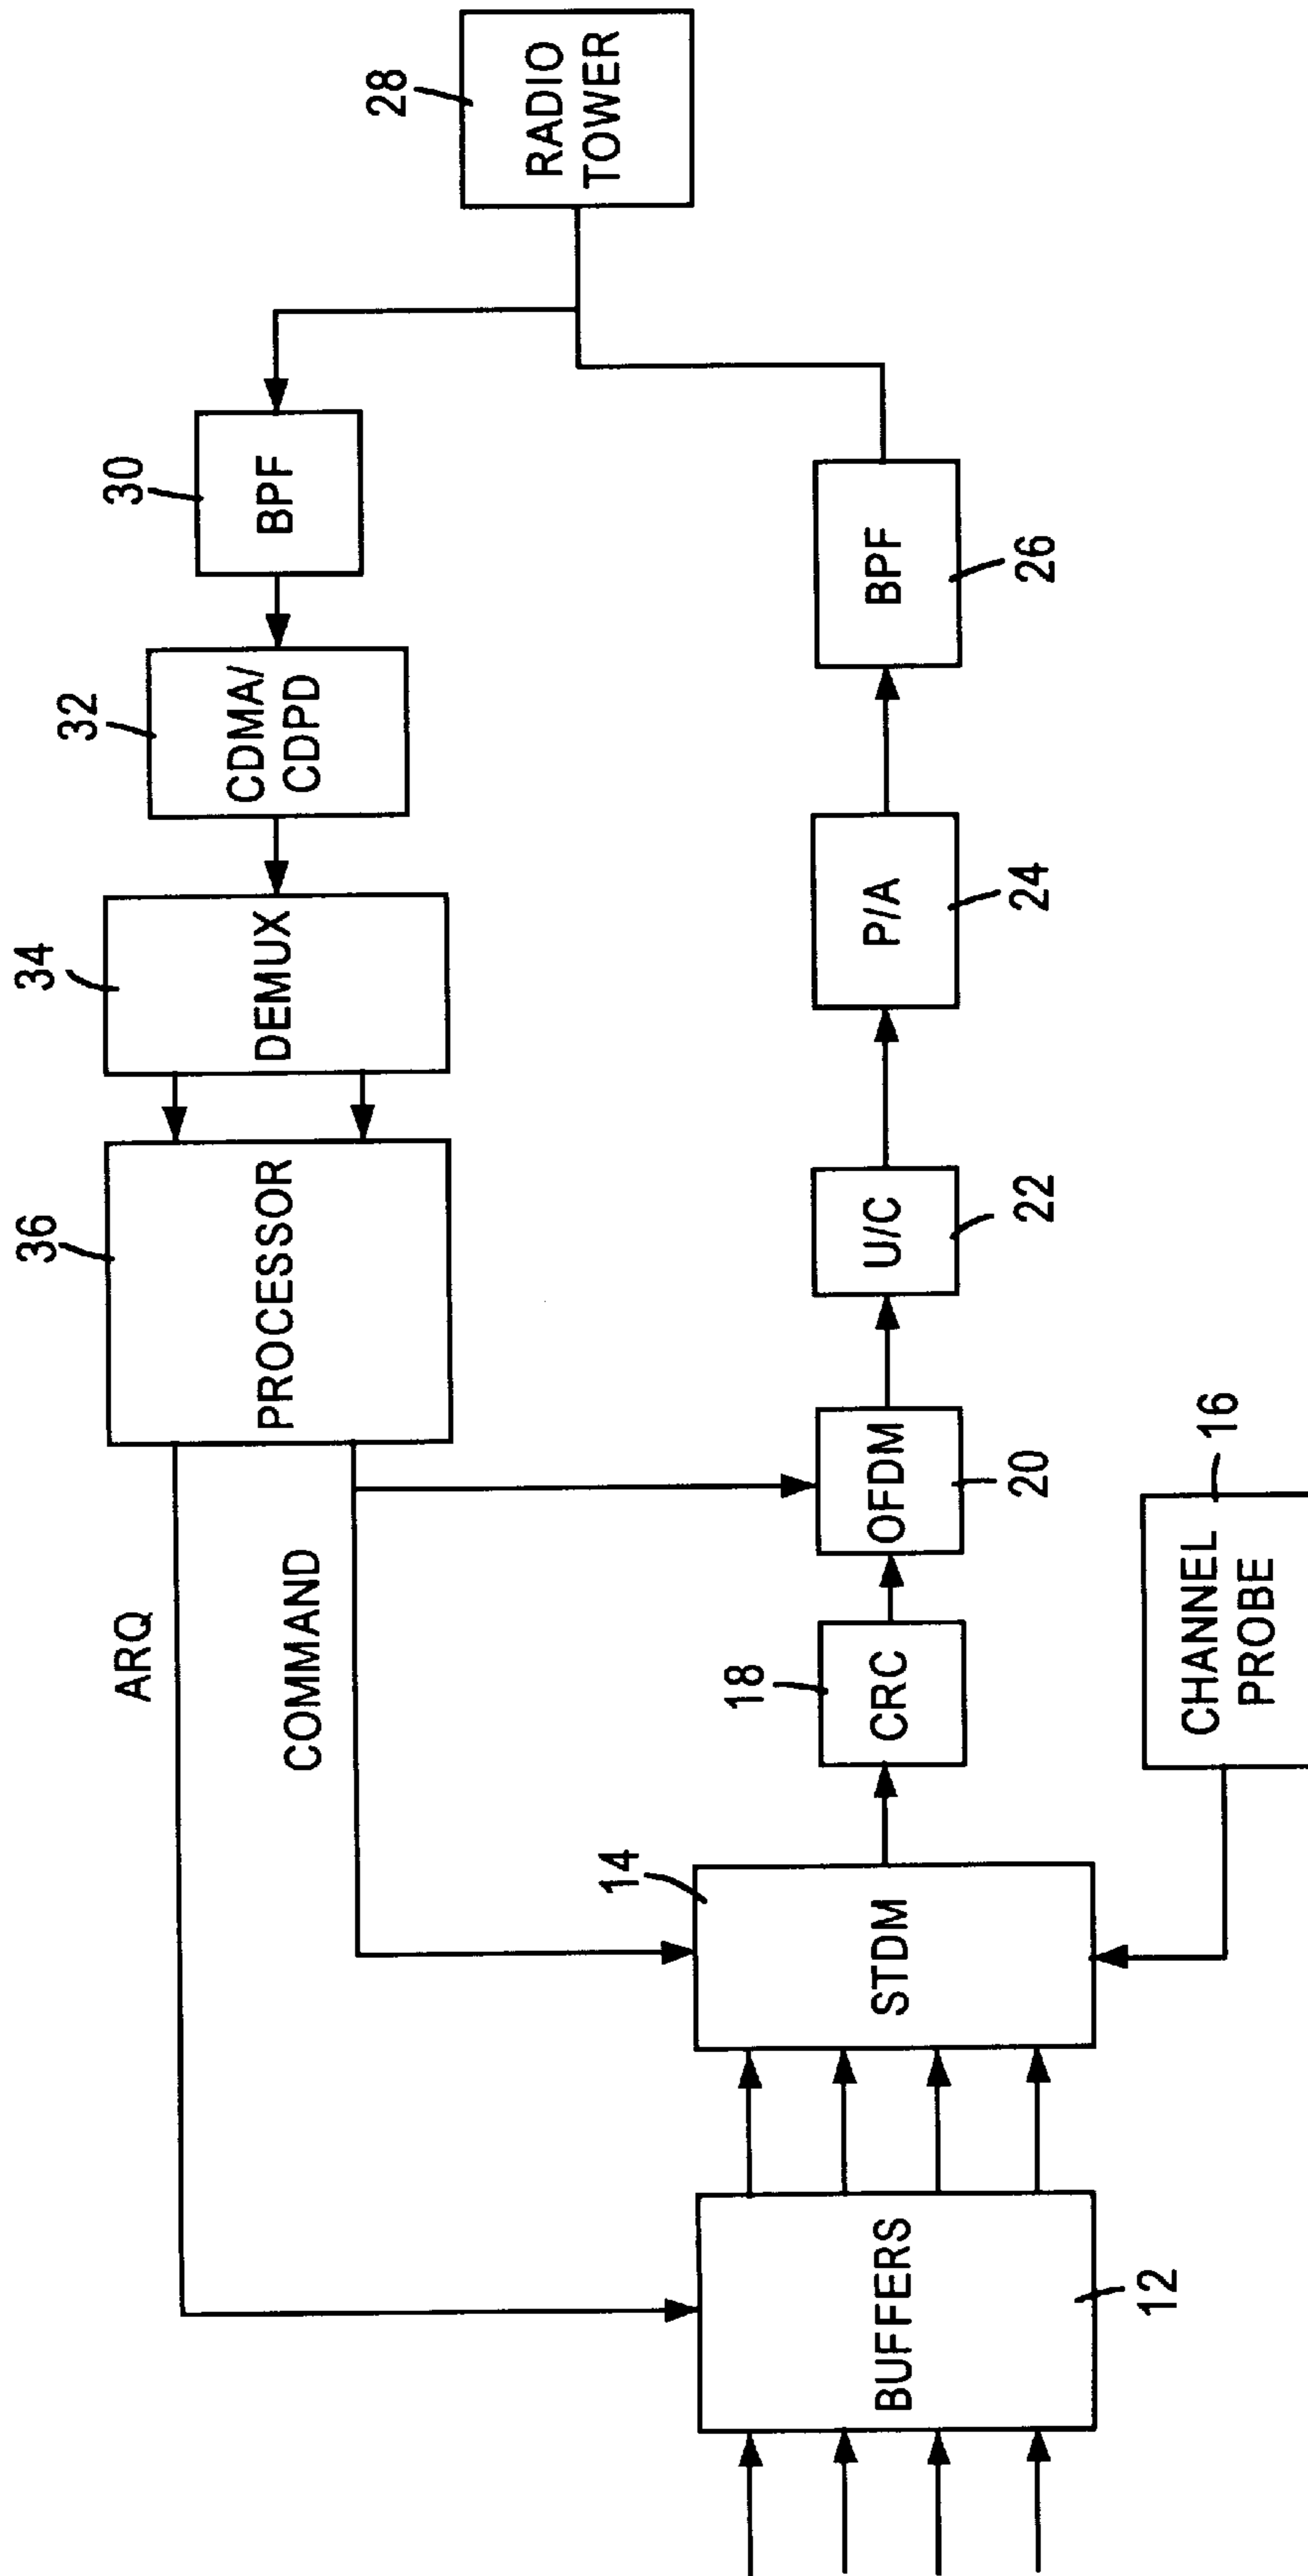 28
RADIO
TOWER
30
BPF
32
CDMA/
CDPD
34
DEMUX
36
PROCESSOR
ARQ
COMMAND
BUFFERS
12
STDM
14
CRC
18
OFDM
20
U/C
22
P/A
24
BPF
26
CHANNEL
PROBE
16